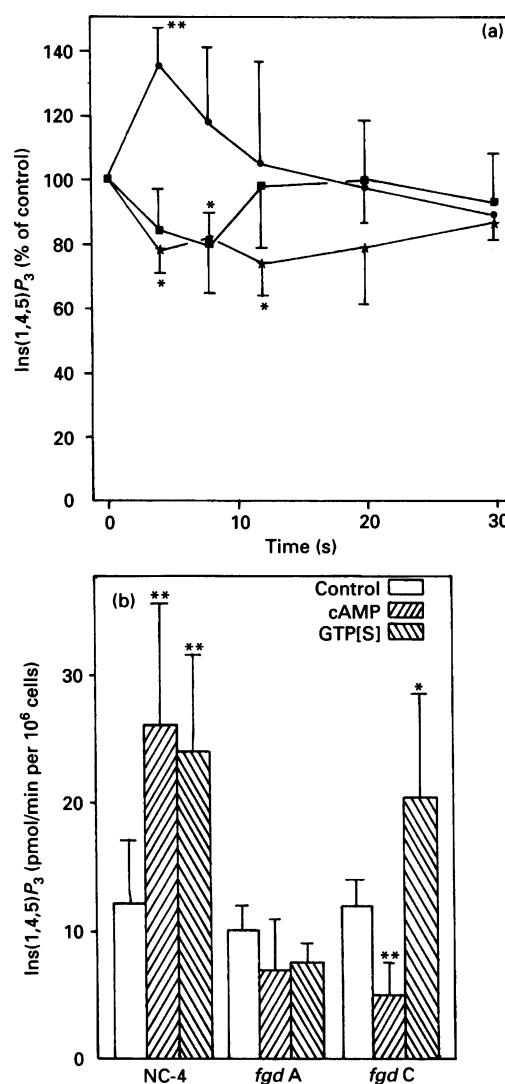 (a)
**
140
120
100
80
60
40
20
0
*
*
*
Ins(1,4,5)P₃ (% of control)
0 10 20 30
Time (s)
(b)
Control
cAMP
GTP[S]
** ** ** *
30
20
10
0
Ins(1,4,5)P₃ (pmol/min per 10⁶ cells)
NC-4 fgd A fgd C